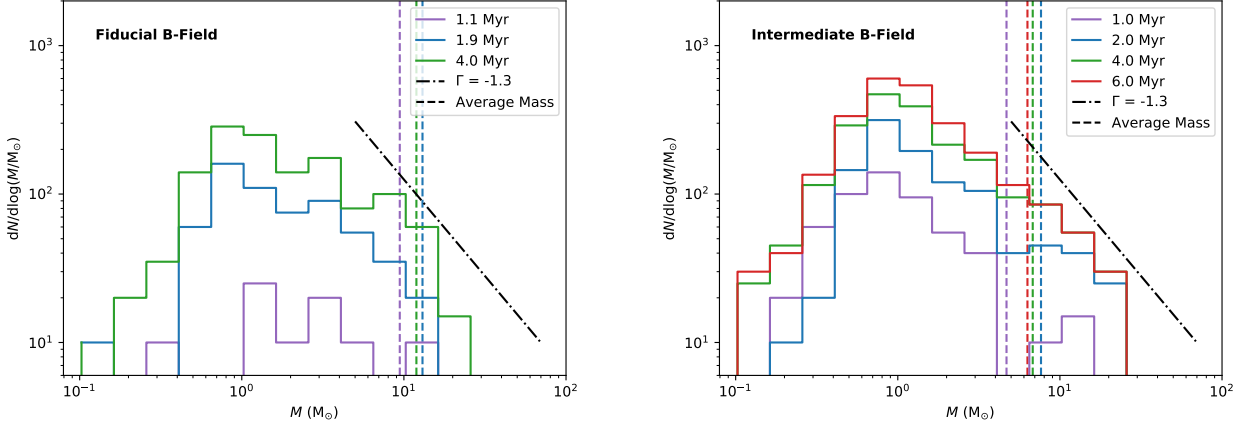 Fiducial B-Field
1.1 Myr
1.9 Myr
4.0 Myr
Γ = -1.3
Average Mass
10³
10²
10¹
dN/dlog(M/M☉)
10⁻¹
10⁰
10¹
10²
M (M☉)
Intermediate B-Field
1.0 Myr
2.0 Myr
4.0 Myr
6.0 Myr
Γ = -1.3
Average Mass
10³
10²
10¹
dN/dlog(M/M☉)
10⁻¹
10⁰
10¹
10²
M (M☉)